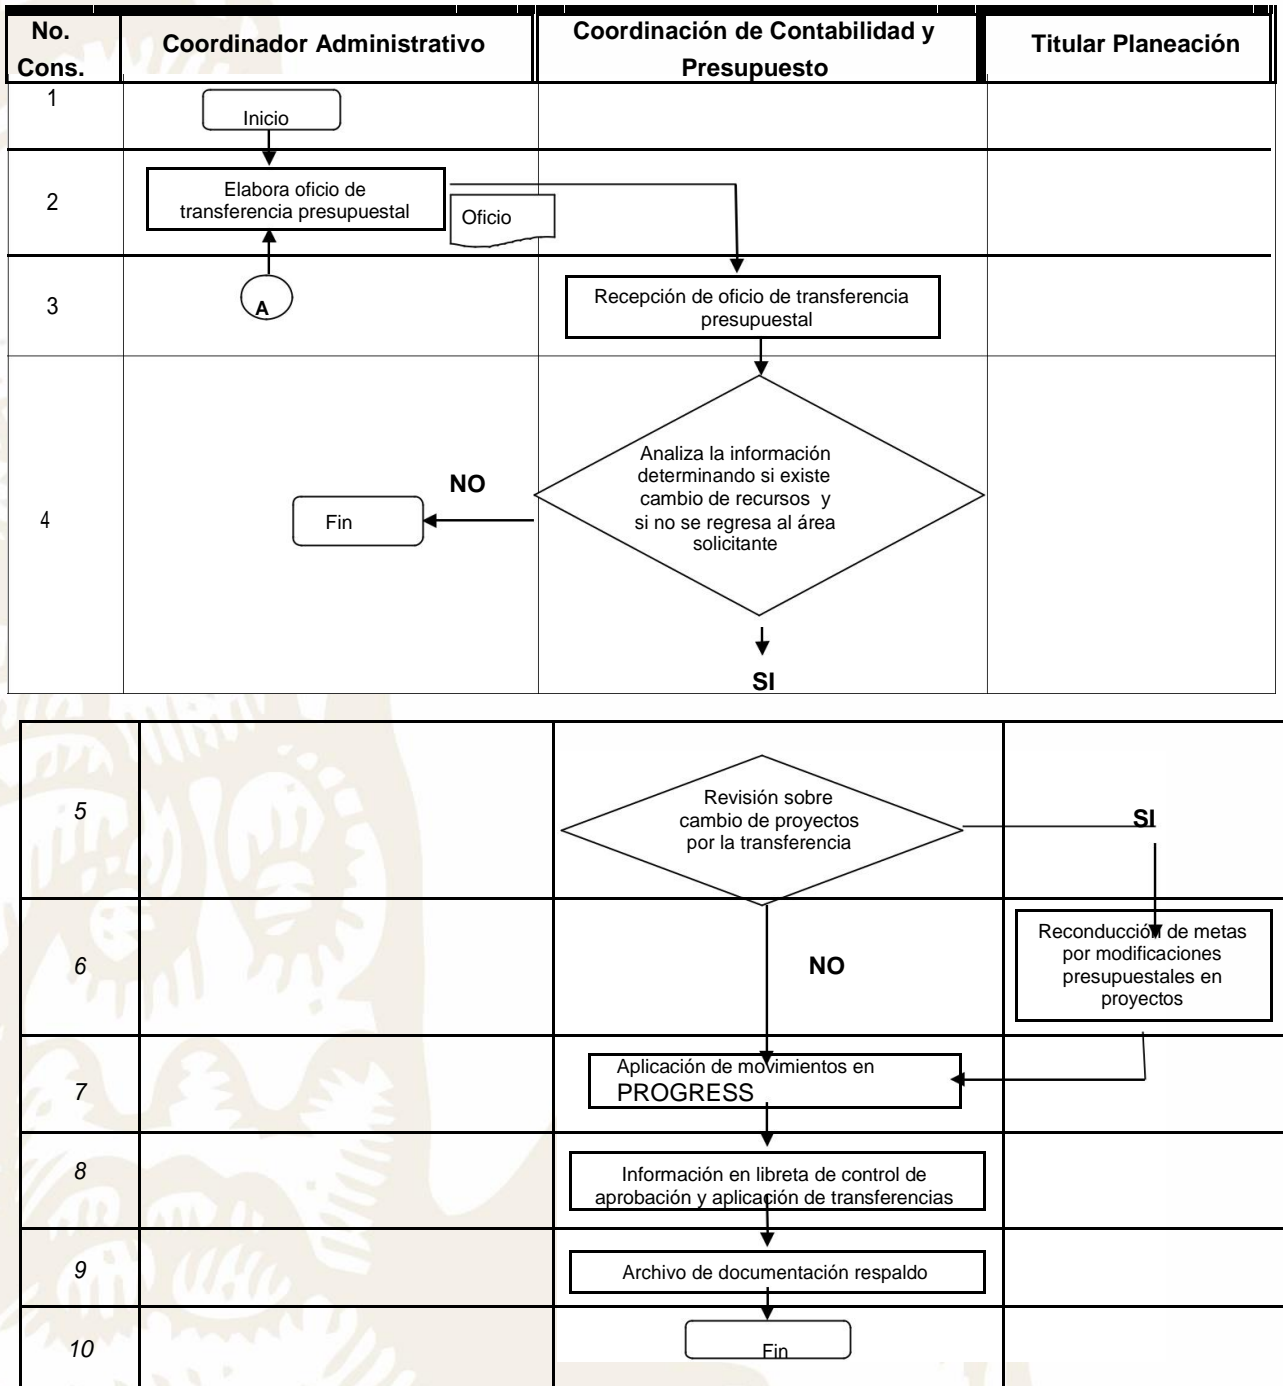 No.
Cons.
Coordinador Administrativo
Coordinación de Contabilidad y
Presupuesto
Titular Planeación
1
Inicio
2
Elabora oficio de
transferencia presupuestal
Oficio
3
A
Recepción de oficio de transferencia
presupuestal
4
Analiza la información
determinando si existe
cambio de recursos y
si no se regresa al área
solicitante
NO
Fin
SI
5
Revisión sobre
cambio de proyectos
por la transferencia
SI
6
NO
Reconducción de metas
por modificaciones
presupuestales en
proyectos
7
Aplicación de movimientos en
PROGRESS
8
Información en libreta de control de
aprobación y aplicación de transferencias
9
Archivo de documentación respaldo
10
Fin